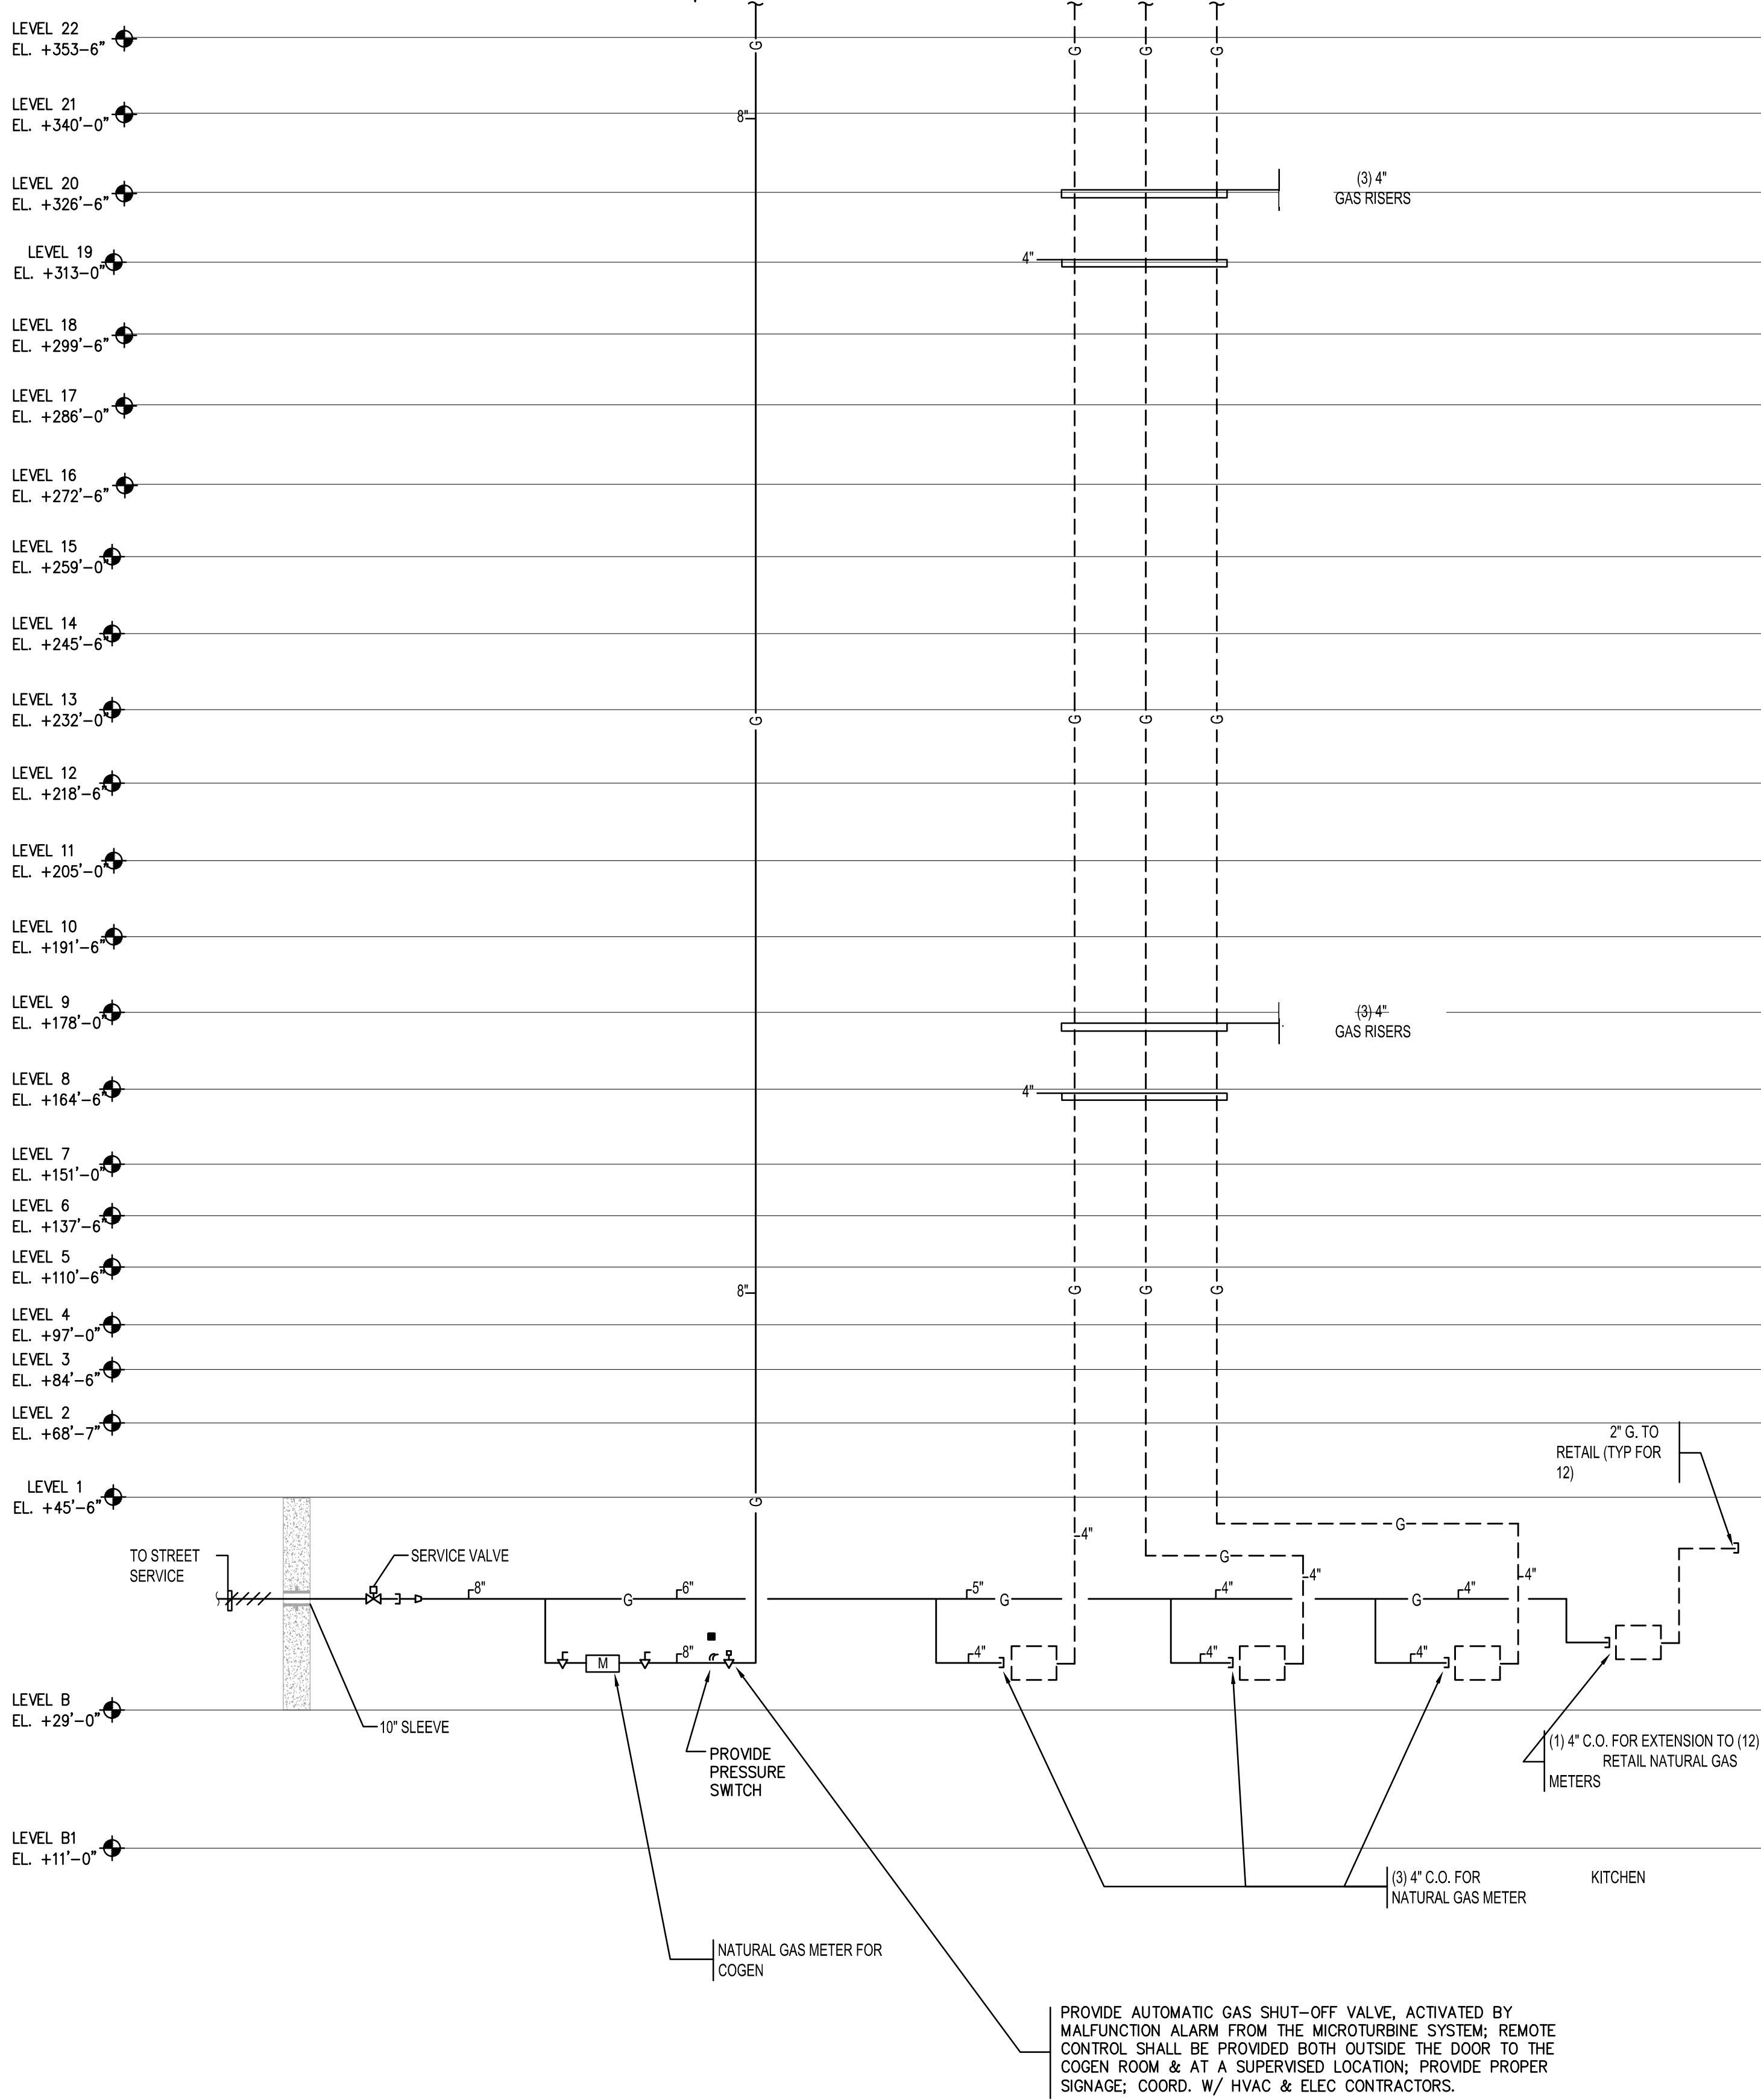 LEVEL 22
EL. +353-6"
G
G
G
G
LEVEL 21
EL. +340'-0"
8"
LEVEL 20
EL. +326'-6"
(3) 4"
GAS RISERS
LEVEL 19
EL. +313-0"
4"
LEVEL 18
EL. +299'-6"
LEVEL 17
EL. +286'-0"
LEVEL 16
EL. +272'-6"
LEVEL 15
EL. +259'-0"
LEVEL 14
EL. +245'-6"
LEVEL 13
EL. +232'-0"
G
G
G
G
LEVEL 12
EL. +218'-6"
LEVEL 11
EL. +205'-0"
LEVEL 10
EL. +191'-6"
LEVEL 9
EL. +178'-0"
(3) 4"
GAS RISERS
LEVEL 8
EL. +164'-6"
4"
LEVEL 7
EL. +151'-0"
LEVEL 6
EL. +137'-6"
LEVEL 5
EL. +110'-6"
8"
G
G
G
LEVEL 4
EL. +97'-0"
LEVEL 3
EL. +84'-6"
LEVEL 2
EL. +68'-7"
2" G. TO
RETAIL (TYP FOR
12)
LEVEL 1
EL. +45'-6"
G
4"
G
G
TO STREET
SERVICE
SERVICE VALVE
8"
G
6"
5"
G
4"
4"
G
4"
4"
M
8"
4"
4"
4"
LEVEL B
EL. +29'-0"
10" SLEEVE
PROVIDE
PRESSURE
SWITCH
(1) 4" C.O. FOR EXTENSION TO (12)
RETAIL NATURAL GAS
METERS
LEVEL B1
EL. +11'-0"
(3) 4" C.O. FOR KITCHEN
NATURAL GAS METER
NATURAL GAS METER FOR
COGEN
PROVIDE AUTOMATIC GAS SHUT-OFF VALVE, ACTIVATED BY
MALFUNCTION ALARM FROM THE MICROTURBINE SYSTEM; REMOTE
CONTROL SHALL BE PROVIDED BOTH OUTSIDE THE DOOR TO THE
COGEN ROOM & AT A SUPERVISED LOCATION; PROVIDE PROPER
SIGNAGE; COORD. W/ HVAC & ELEC CONTRACTORS.